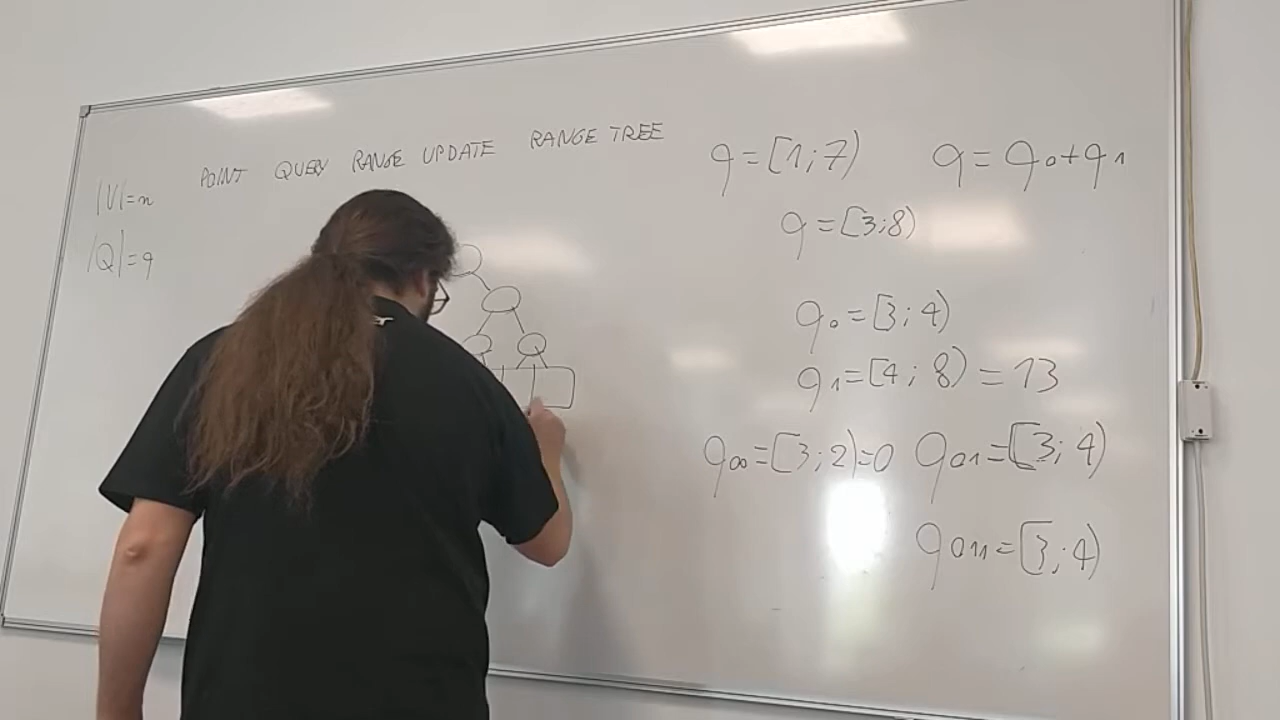 POINT QUERY RANGE UPDATE RANGE TREE
|V|=n
|Q|=q
q=[1;7) q=q0+q1
q=[3;8)
q0=[3;4)
q1=[4;8)=13
q00=[3;2)=0 q01=[3;4)
q011=[3;4)